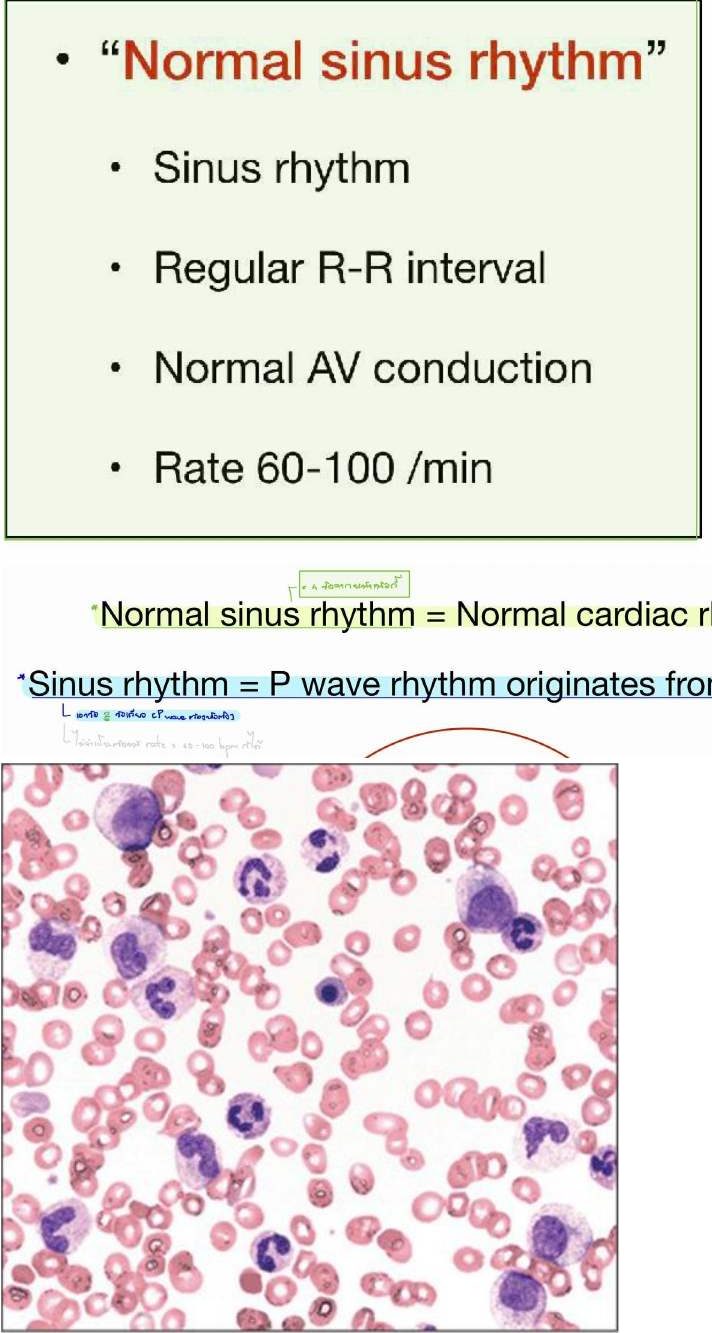 • “Normal sinus rhythm”
• Sinus rhythm
• Regular R-R interval
• Normal AV conduction
• Rate 60-100 /min
*Normal sinus rhythm = Normal cardiac r
*Sinus rhythm = P wave rhythm originates fro